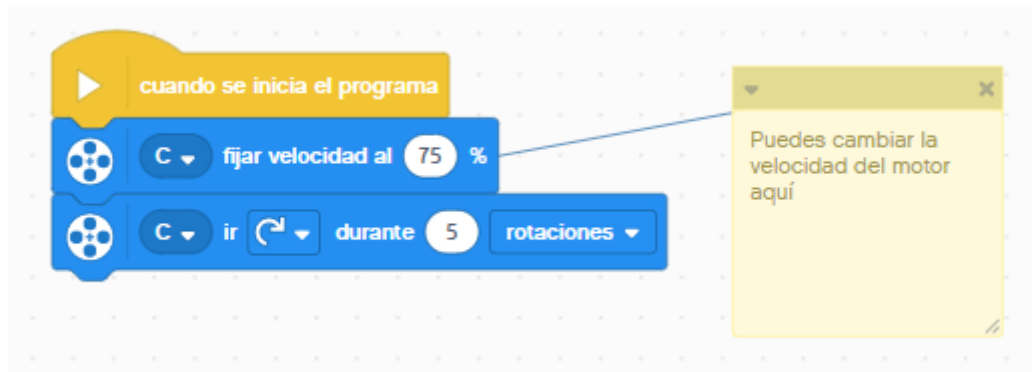 cuando se inicia el programa
C fijar velocidad al 75 %
C ir durante 5 rotaciones
Puedes cambiar la
velocidad del motor
aquí